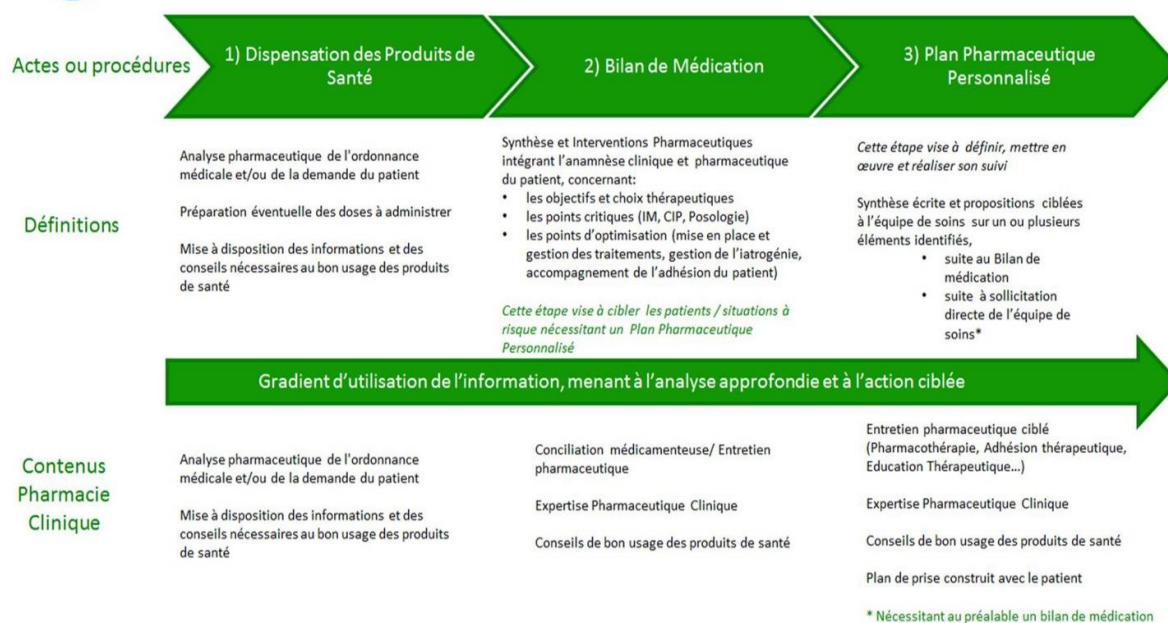 Actes ou procédures
1) Dispensation des Produits de
Santé
2) Bilan de Médication
3) Plan Pharmaceutique
Personnalisé
Définitions
Analyse pharmaceutique de l'ordonnance
médicale et/ou de la demande du patient
Préparation éventuelle des doses à administrer
Mise à disposition des informations et des
conseils nécessaires au bon usage des produits
de santé
Synthèse et Interventions Pharmaceutiques
intégrant l'anamnèse clinique et pharmaceutique
du patient, concernant:
• les objectifs et choix thérapeutiques
• les points critiques (IM, CIP, Posologie)
• les points d'optimisation (mise en place et
gestion des traitements, gestion de l'iatrogénie,
accompagnement de l'adhésion du patient)
Cette étape vise à cibler les patients / situations à
risque nécessitant un Plan Pharmaceutique
Personnalisé
Cette étape vise à définir, mettre en
œuvre et réaliser son suivi
Synthèse écrite et propositions ciblées
à l'équipe de soins sur un ou plusieurs
éléments identifiés,
• suite au Bilan de
médication
• suite à sollicitation
directe de l'équipe de
soins*
Gradient d'utilisation de l'information, menant à l'analyse approfondie et à l'action ciblée
Contenus
Pharmacie
Clinique
Analyse pharmaceutique de l'ordonnance
médicale et/ou de la demande du patient
Mise à disposition des informations et des
conseils nécessaires au bon usage des produits
de santé
Conciliation médicamenteuse/ Entretien
pharmaceutique
Expertise Pharmaceutique Clinique
Conseils de bon usage des produits de santé
Entretien pharmaceutique ciblé
(Pharmacothérapie, Adhésion thérapeutique,
Education Thérapeutique...)
Expertise Pharmaceutique Clinique
Conseils de bon usage des produits de santé
Plan de prise construit avec le patient
* Nécessitant au préalable un bilan de médication